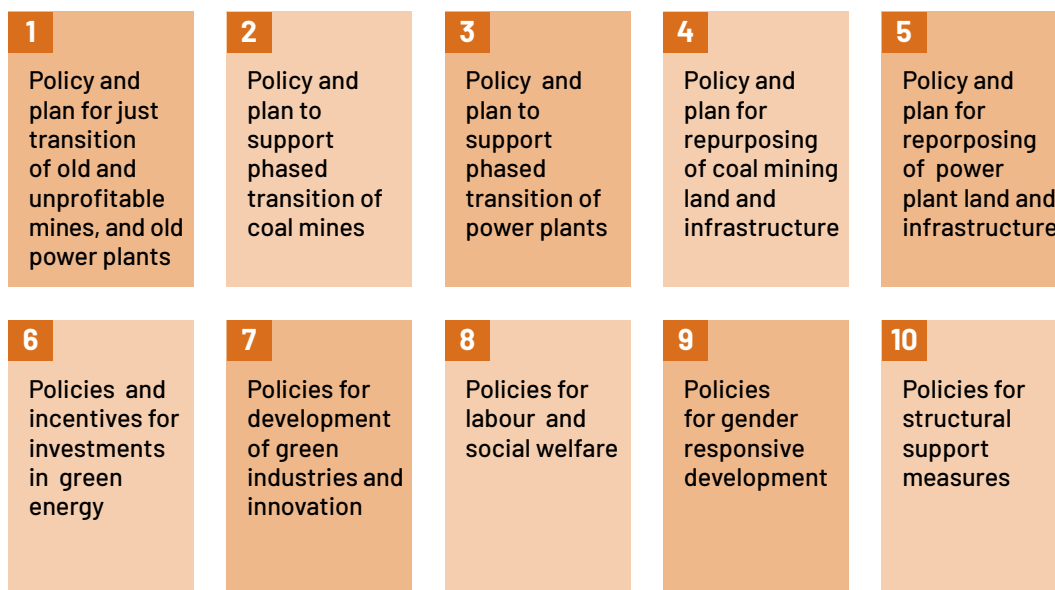 1
Policy and
plan for just
transition
of old and
unprofitable
mines, and old
power plants
2
Policy and
plan to
support
phased
transition of
coal mines
3
Policy and
plan to
support
phased
transition of
power plants
4
Policy and
plan for
repurposing
of coal mining
land and
infrastructure
5
Policy and
plan for
reporposing
of power
plant land and
infrastructure
6
Policies and
incentives for
investments
in green
energy
7
Policies for
development
of green
industries and
innovation
8
Policies for
labour and
social welfare
9
Policies
for gender
responsive
development
10
Policies for
structural
support
measures